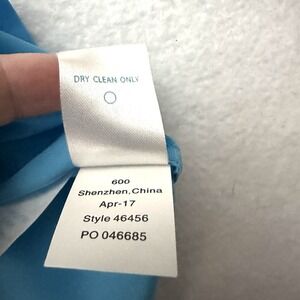 DRY CLEAN ONLY
600
Shenzhen,China
Apr-17
Style 46456
PO 046685